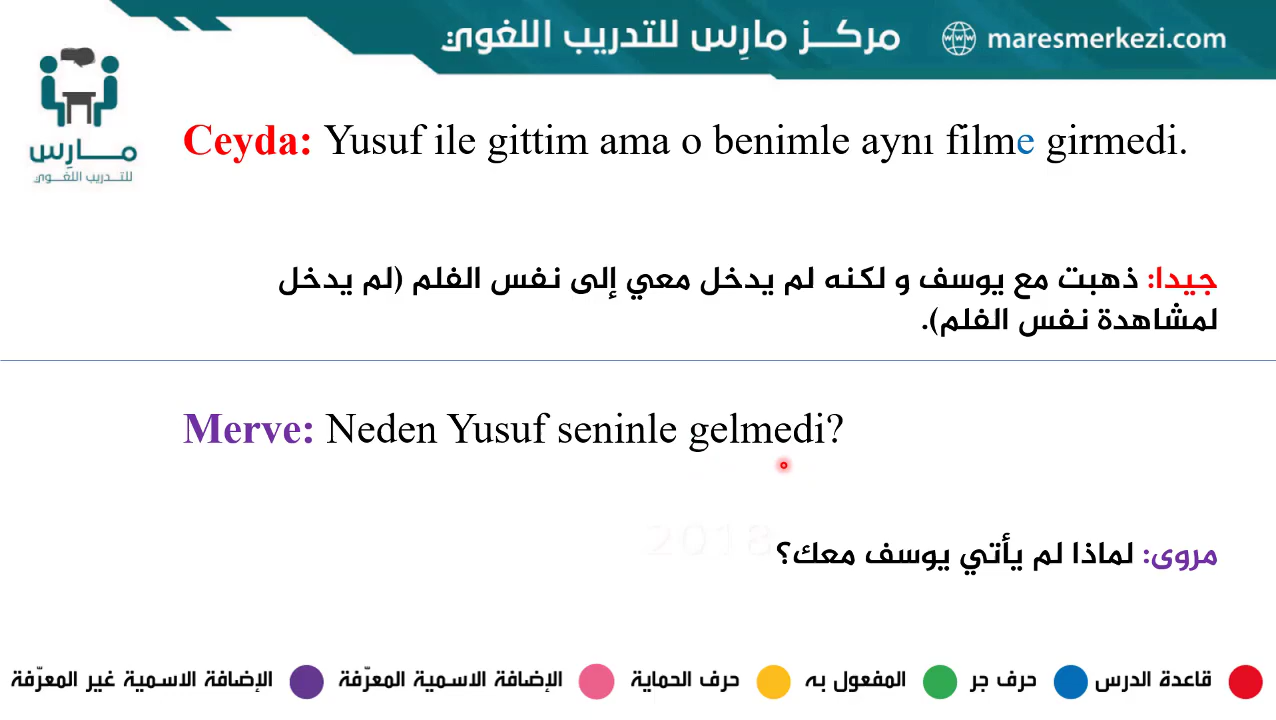 مركز مارِس للتدريب اللغوي
maresmerkezi.com
مـارِس
للتـدريب اللغـوي
Ceyda: Yusuf ile gittim ama o benimle aynı filme girmedi.
جيدا: ذهبت مع يوسف و لكنه لم يدخل معي إلى نفس الفلم (لم يدخل
لمشاهدة نفس الفلم).
Merve: Neden Yusuf seninle gelmedi?
2018
مروى: لماذا لم يأتي يوسف معك؟
قاعدة الدرس حرف جر المفعول به حرف الحماية الإضافة الاسمية المعرّفة الإضافة الاسمية غير المعرّفة